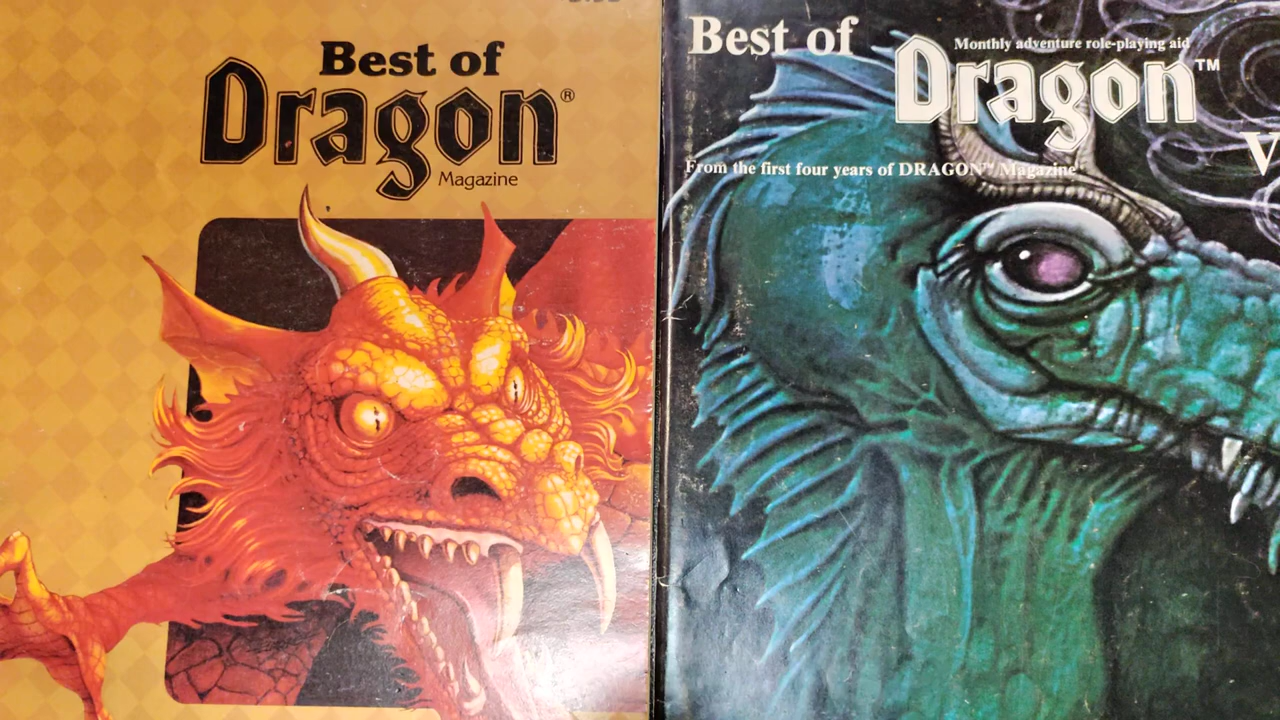 Best of
Dragon®
Magazine
Best of
Monthly adventure role-playing aid
Dragon™
V
From the first four years of DRAGON™ Magazine